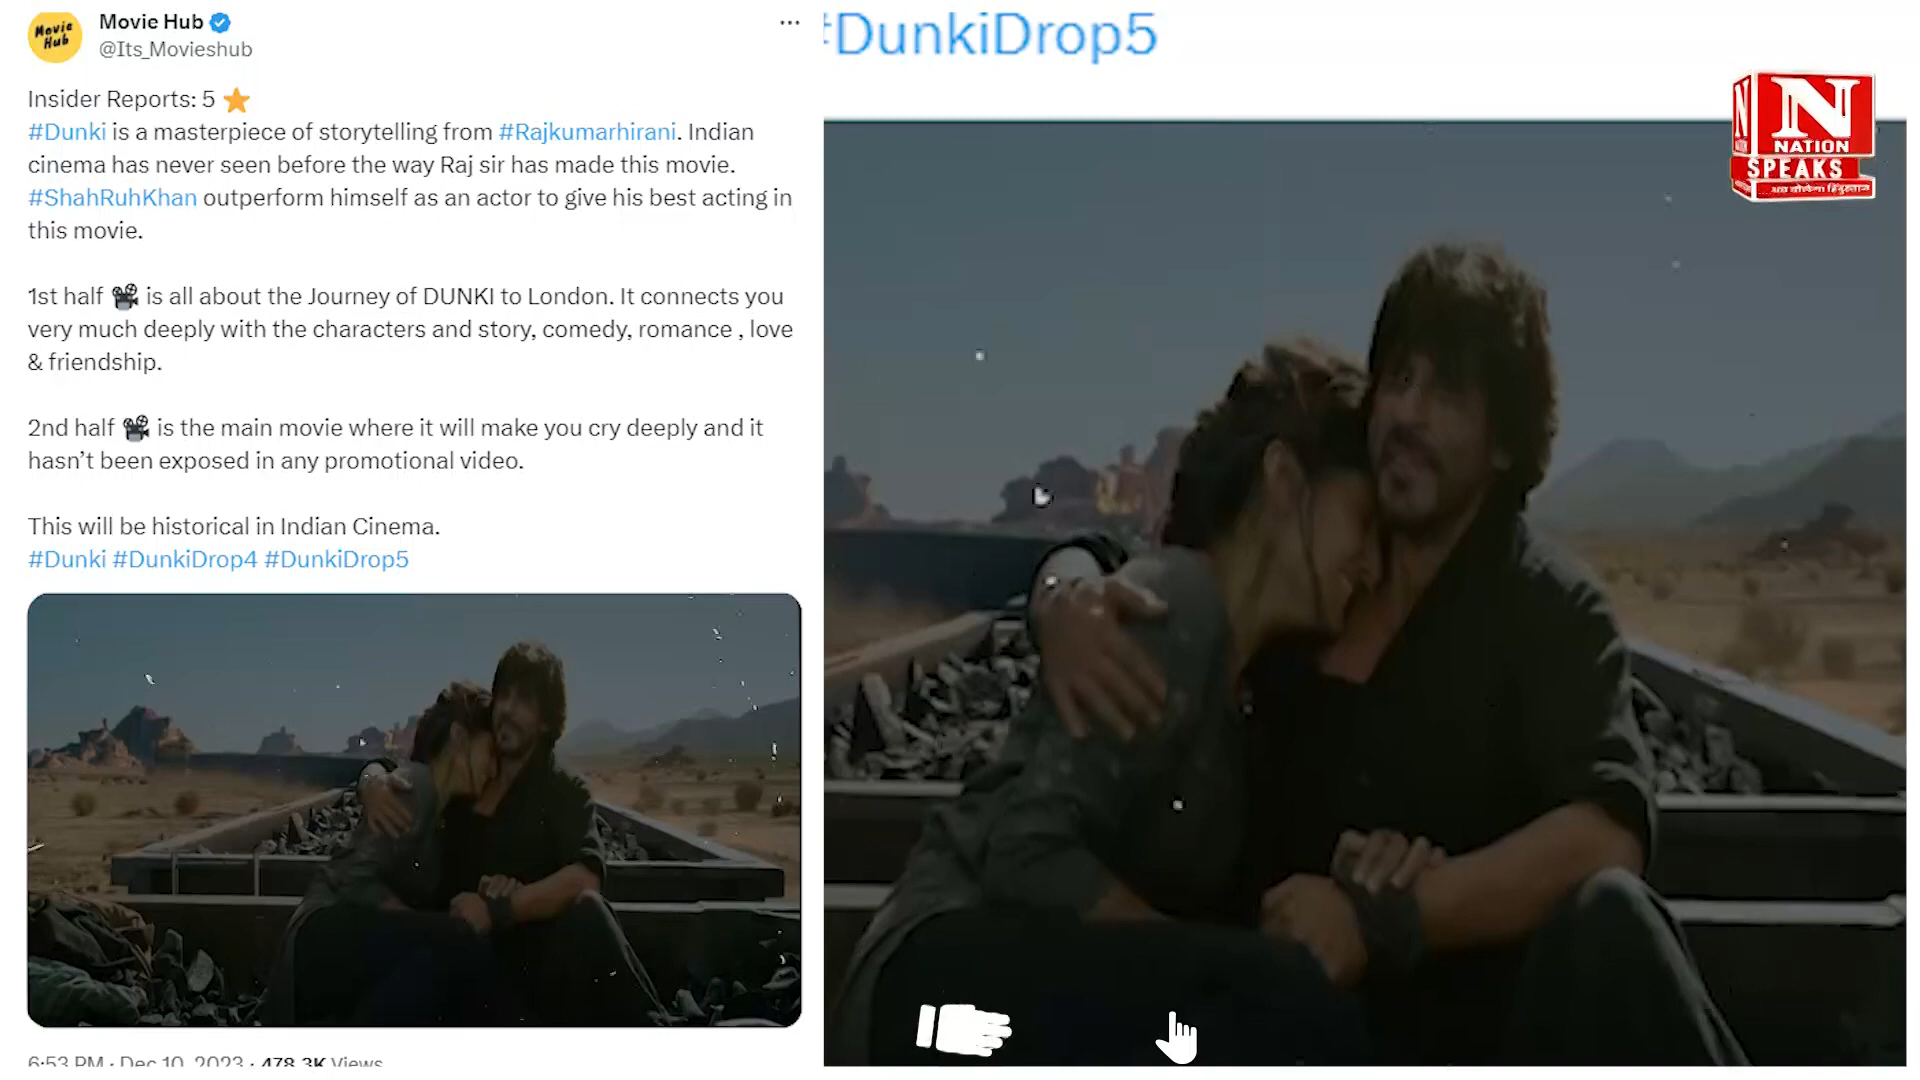 Movie Hub
@Its_Movieshub
Movie
Hub
Insider Reports: 5
#Dunki is a masterpiece of storytelling from #Rajkumarhirani. Indian
cinema has never seen before the way Raj sir has made this movie.
#ShahRuhKhan outperform himself as an actor to give his best acting in
this movie.
1st half is all about the Journey of DUNKI to London. It connects you
very much deeply with the characters and story, comedy, romance , love
& friendship.
2nd half is the main movie where it will make you cry deeply and it
hasn't been exposed in any promotional video.
This will be historical in Indian Cinema.
#Dunki #DunkiDrop4 #DunkiDrop5
6:53 PM · Dec 10, 2023 · 478.3K Views
#DunkiDrop5
N N
NATION
SPEAKS
...अब बोलेगा हिंदुस्तान